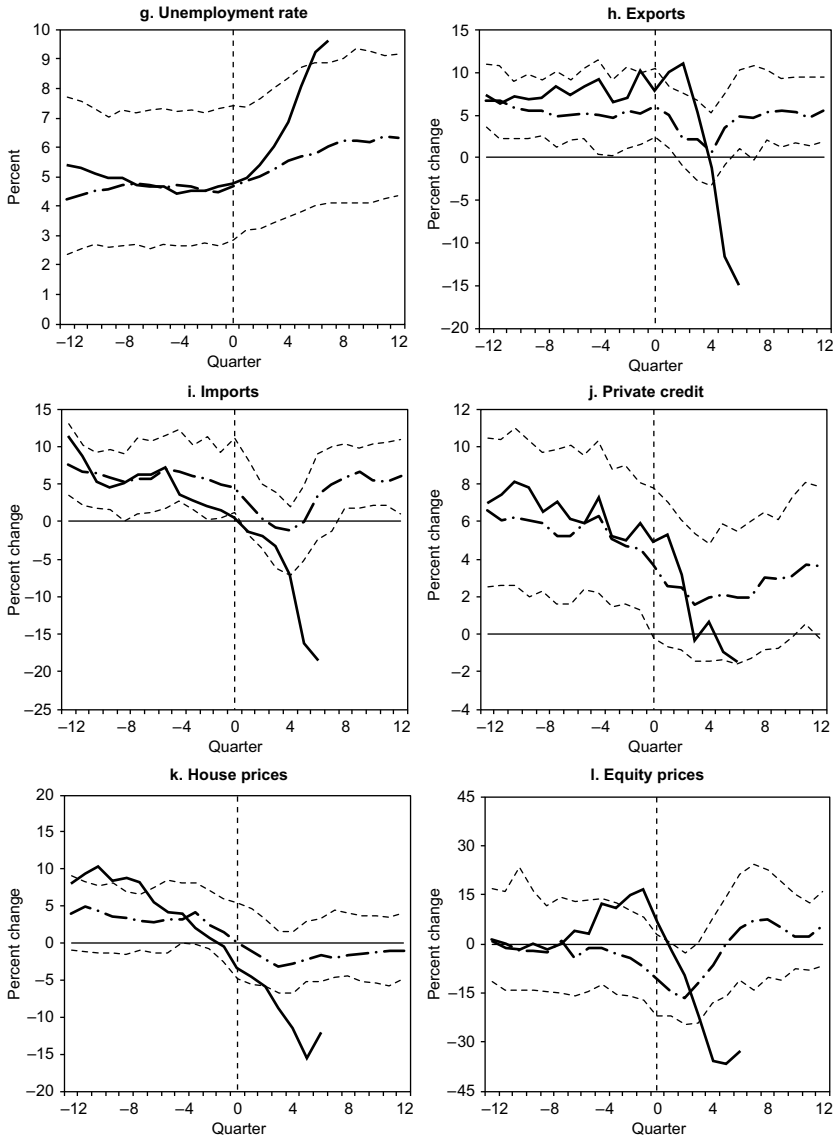 g. Unemployment rate
10
9
8
7
6
5
4
3
2
1
0
Percent
–12 –8 –4 0 4 8 12
Quarter
h. Exports
15
10
5
0
–5
–10
–15
–20
Percent change
–12 –8 –4 0 4 8 12
Quarter
i. Imports
15
10
5
0
–5
–10
–15
–20
–25
Percent change
–12 –8 –4 0 4 8 12
Quarter
j. Private credit
12
10
8
6
4
2
0
–2
–4
Percent change
–12 –8 –4 0 4 8 12
Quarter
k. House prices
20
15
10
5
0
–5
–10
–15
–20
Percent change
–12 –8 –4 0 4 8 12
Quarter
l. Equity prices
45
30
15
0
–15
–30
–45
Percent change
–12 –8 –4 0 4 8 12
Quarter